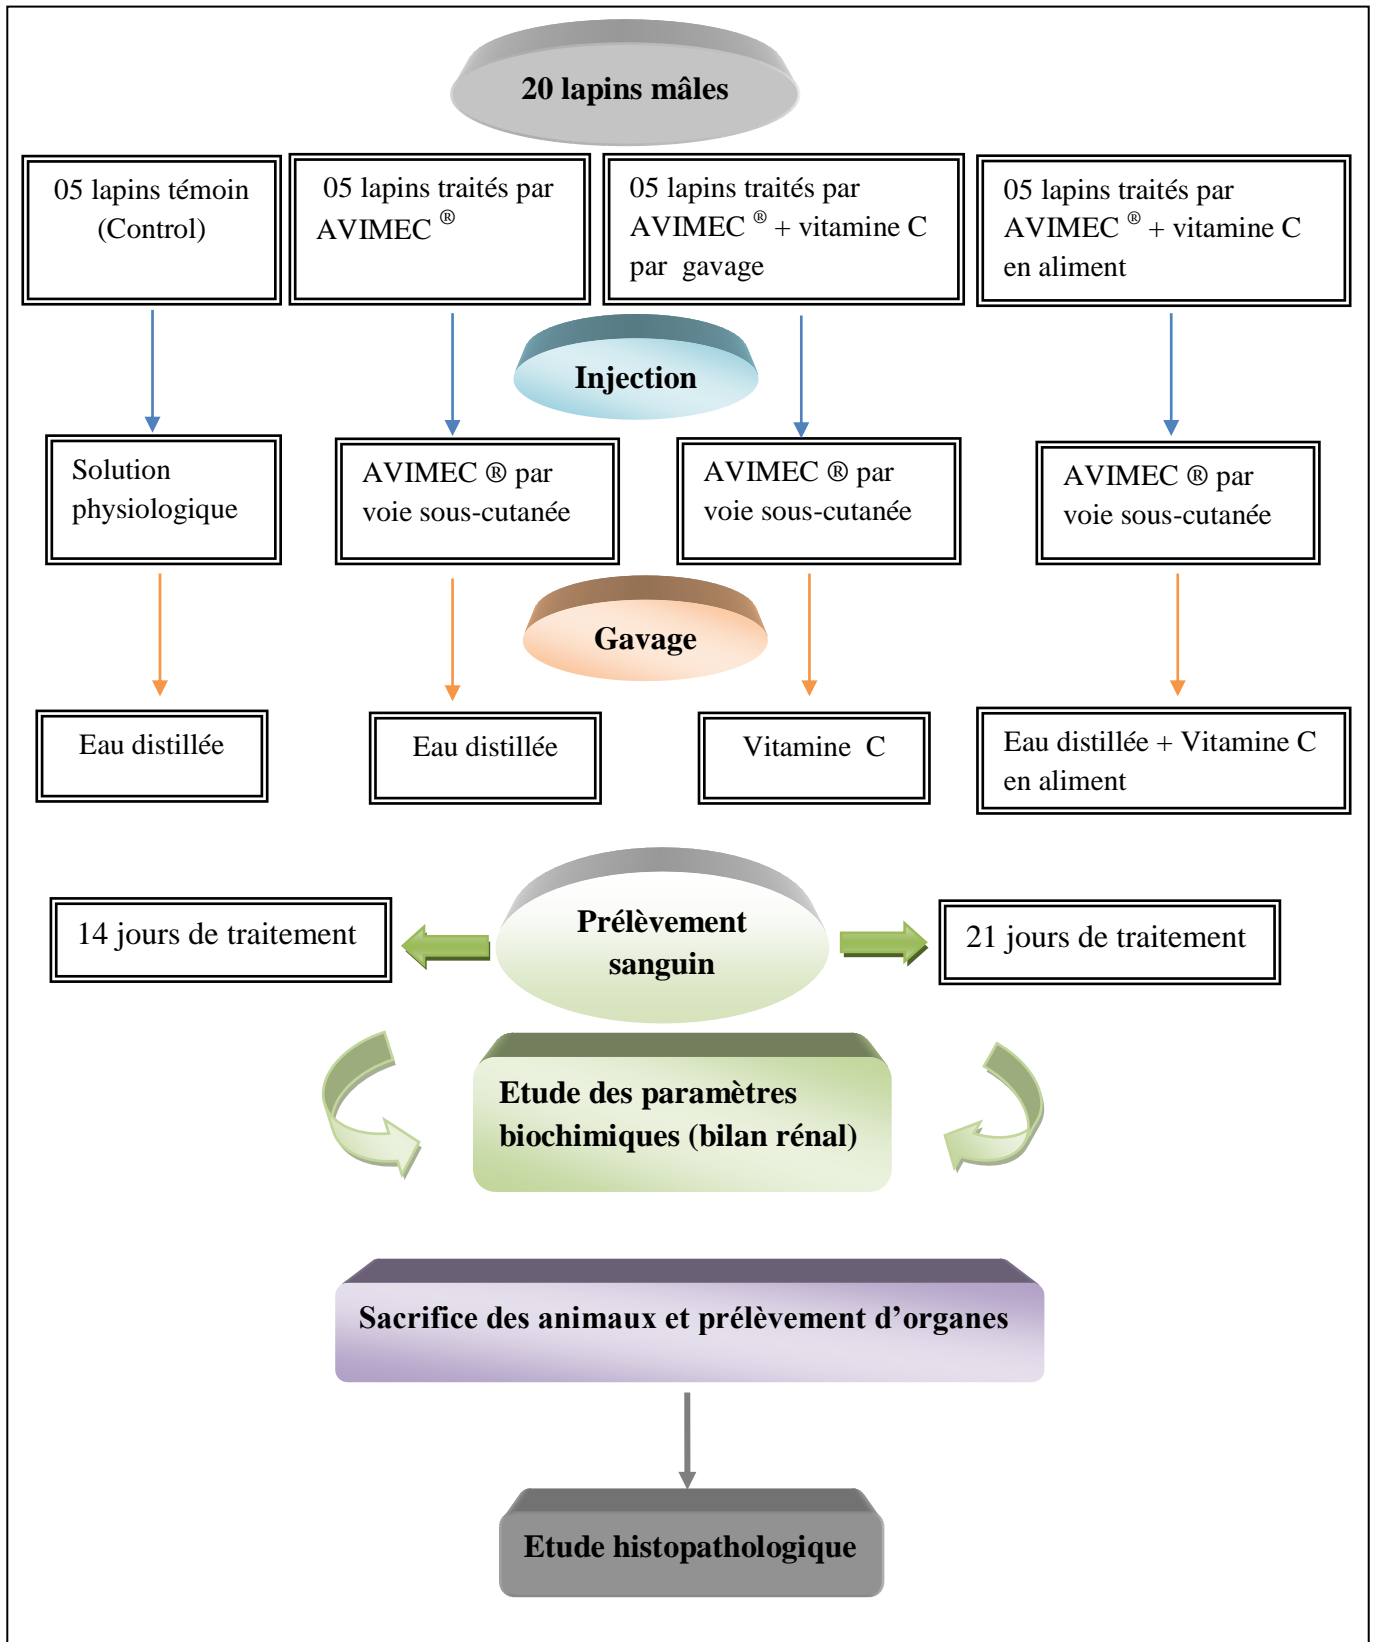 20 lapins mâles
05 lapins témoin
(Control)
05 lapins traités par
AVIMEC ®
05 lapins traités par
AVIMEC ® + vitamine C
par gavage
05 lapins traités par
AVIMEC ® + vitamine C
en aliment
Injection
Solution
physiologique
AVIMEC ® par
voie sous-cutanée
AVIMEC ® par
voie sous-cutanée
AVIMEC ® par
voie sous-cutanée
Gavage
Eau distillée
Eau distillée
Vitamine C
Eau distillée + Vitamine C
en aliment
14 jours de traitement
Prélèvement
sanguin
21 jours de traitement
Etude des paramètres
biochimiques (bilan rénal)
Sacrifice des animaux et prélèvement d’organes
Etude histopathologique